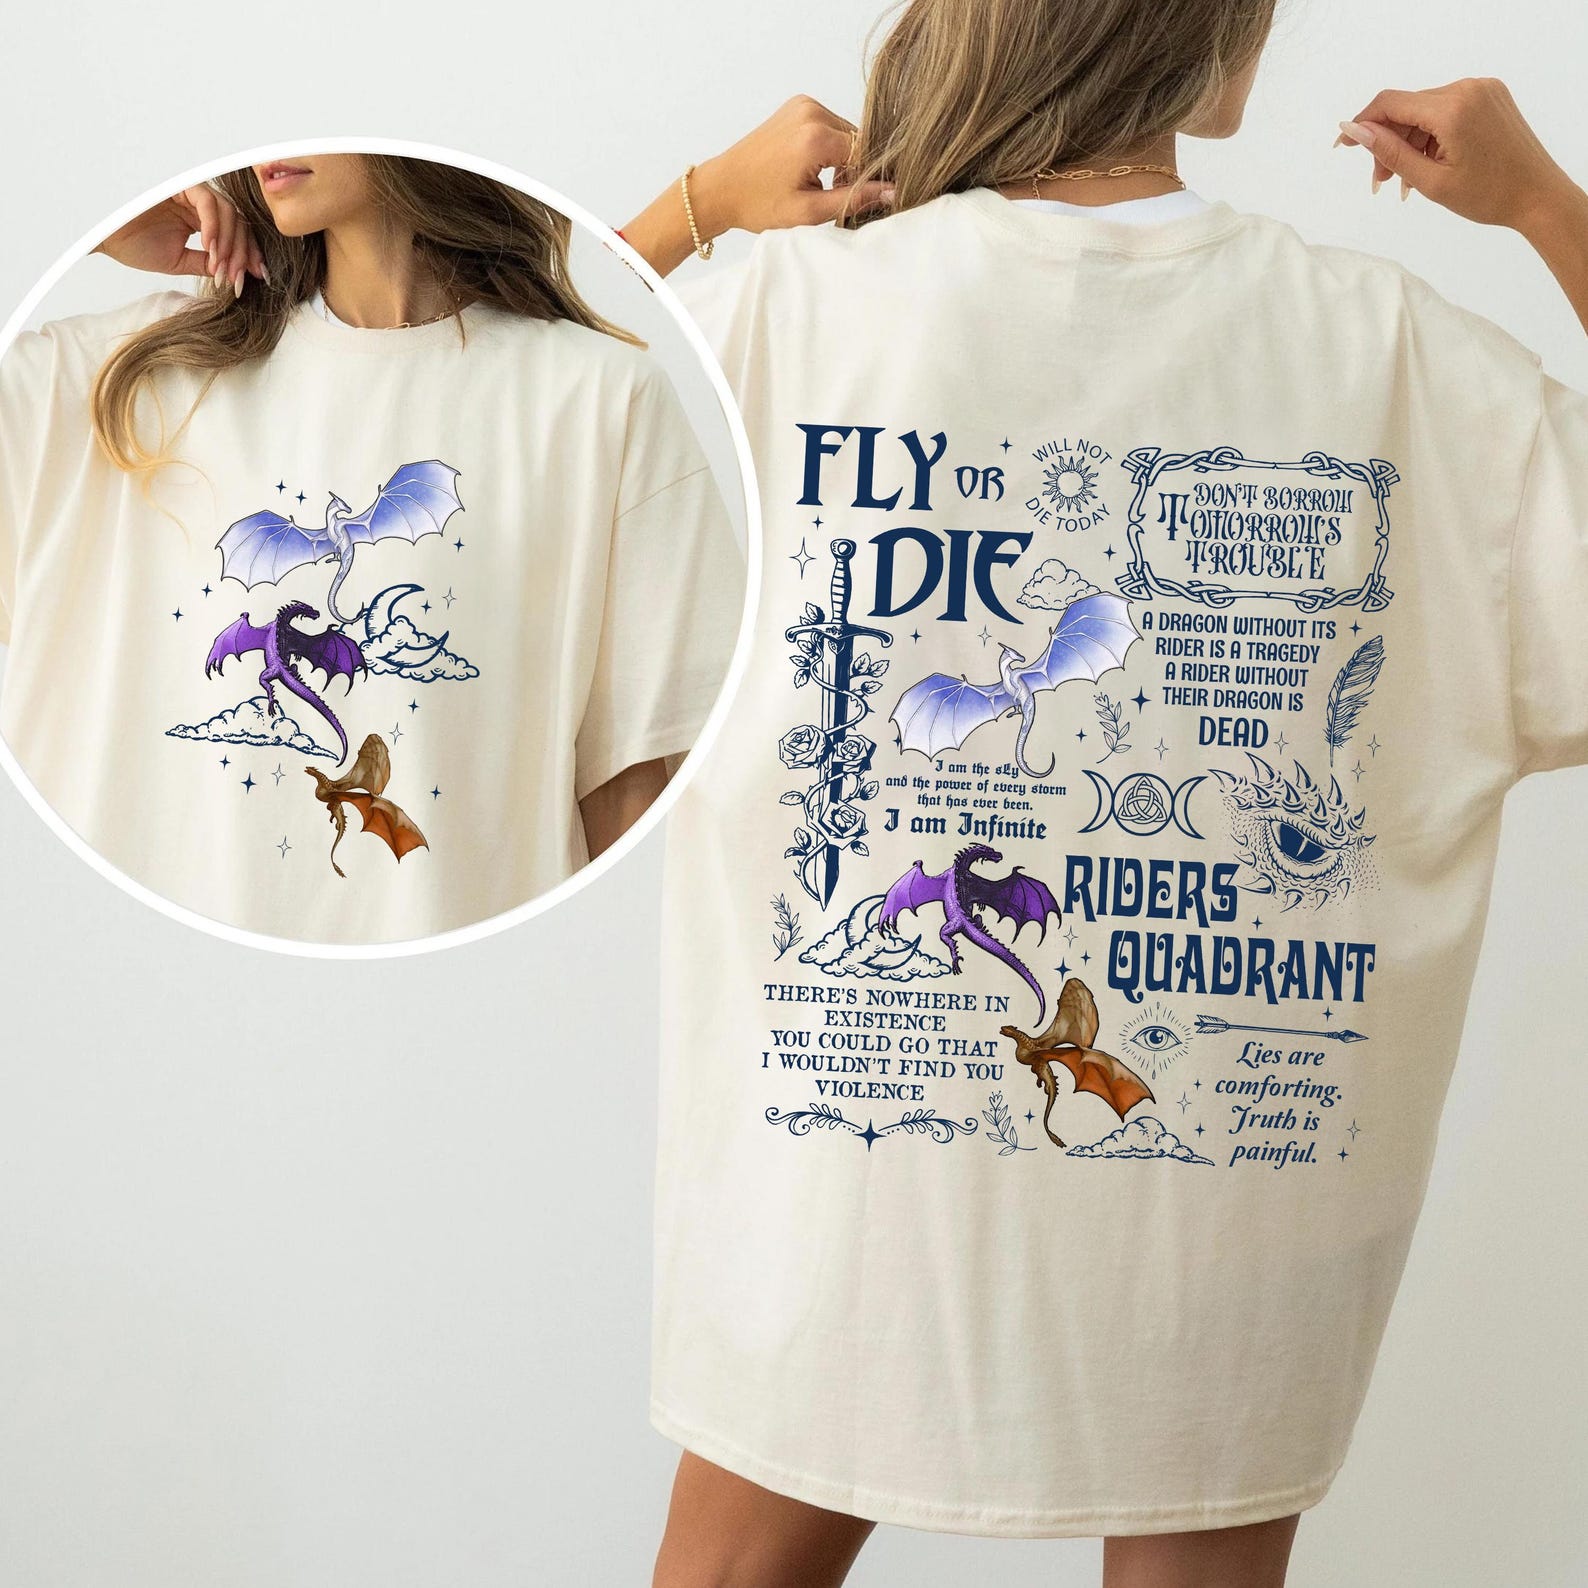 FLY OR
DIE
WILL NOT
DIE TODAY
DON'T BORROW
TOMORROW'S
TROUBLE
A DRAGON WITHOUT ITS
RIDER IS A TRAGEDY
A RIDER WITHOUT
THEIR DRAGON IS
DEAD
I am the sky
and the power of every storm
that has ever been.
I am Infinite
RIDERS
QUADRANT
THERE'S NOWHERE IN
EXISTENCE
YOU COULD GO THAT
I WOULDN'T FIND YOU
VIOLENCE
Lies are
comforting.
Truth is
painful.